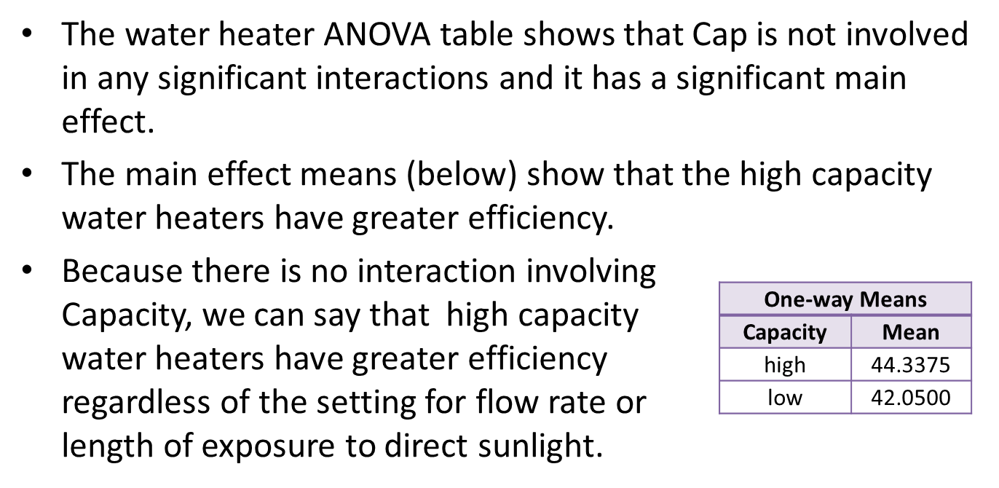 • The water heater ANOVA table shows that Cap is not involved
in any significant interactions and it has a significant main
effect.
• The main effect means (below) show that the high capacity
water heaters have greater efficiency.
• Because there is no interaction involving
Capacity, we can say that  high capacity
water heaters have greater efficiency
regardless of the setting for flow rate or
length of exposure to direct sunlight.
One-way Means
Capacity Mean
high 44.3375
low 42.0500